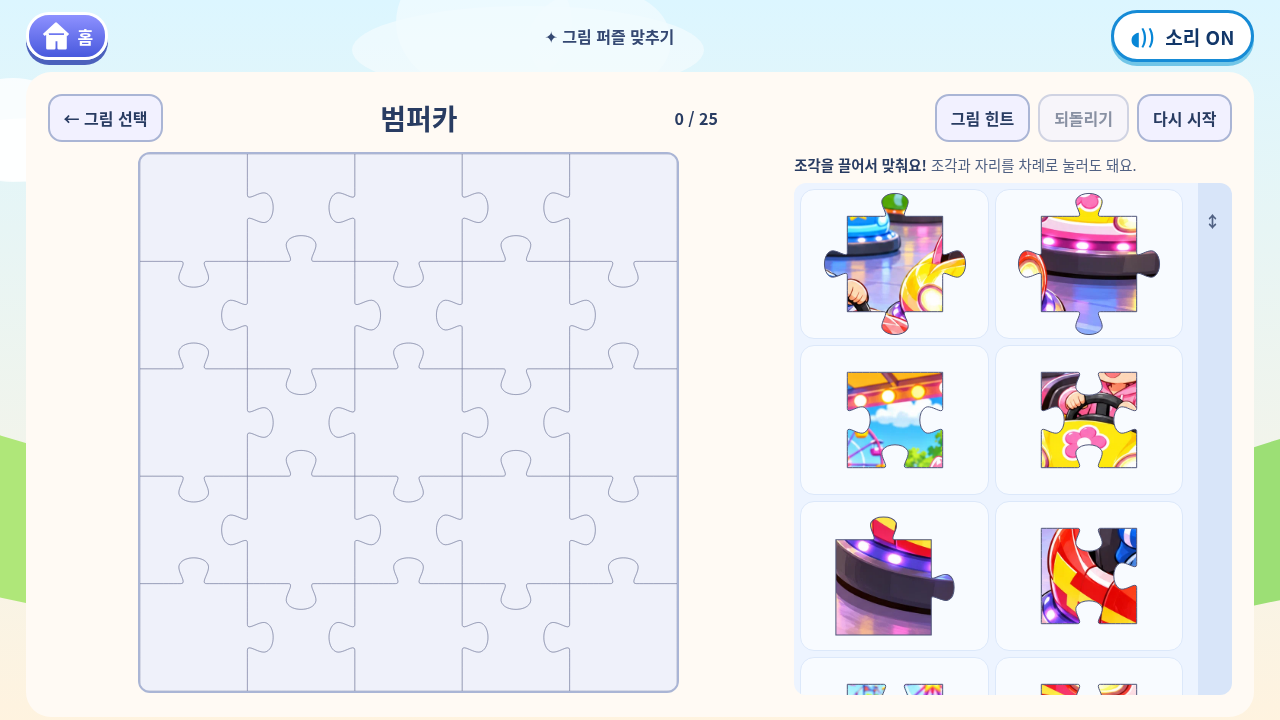 홈
✦ 그림 퍼즐 맞추기
소리 ON
← 그림 선택
범퍼카
0 / 25
그림 힌트
되돌리기
다시 시작
조각을 끌어서 맞춰요! 조각과 자리를 차례로 눌러도 돼요.